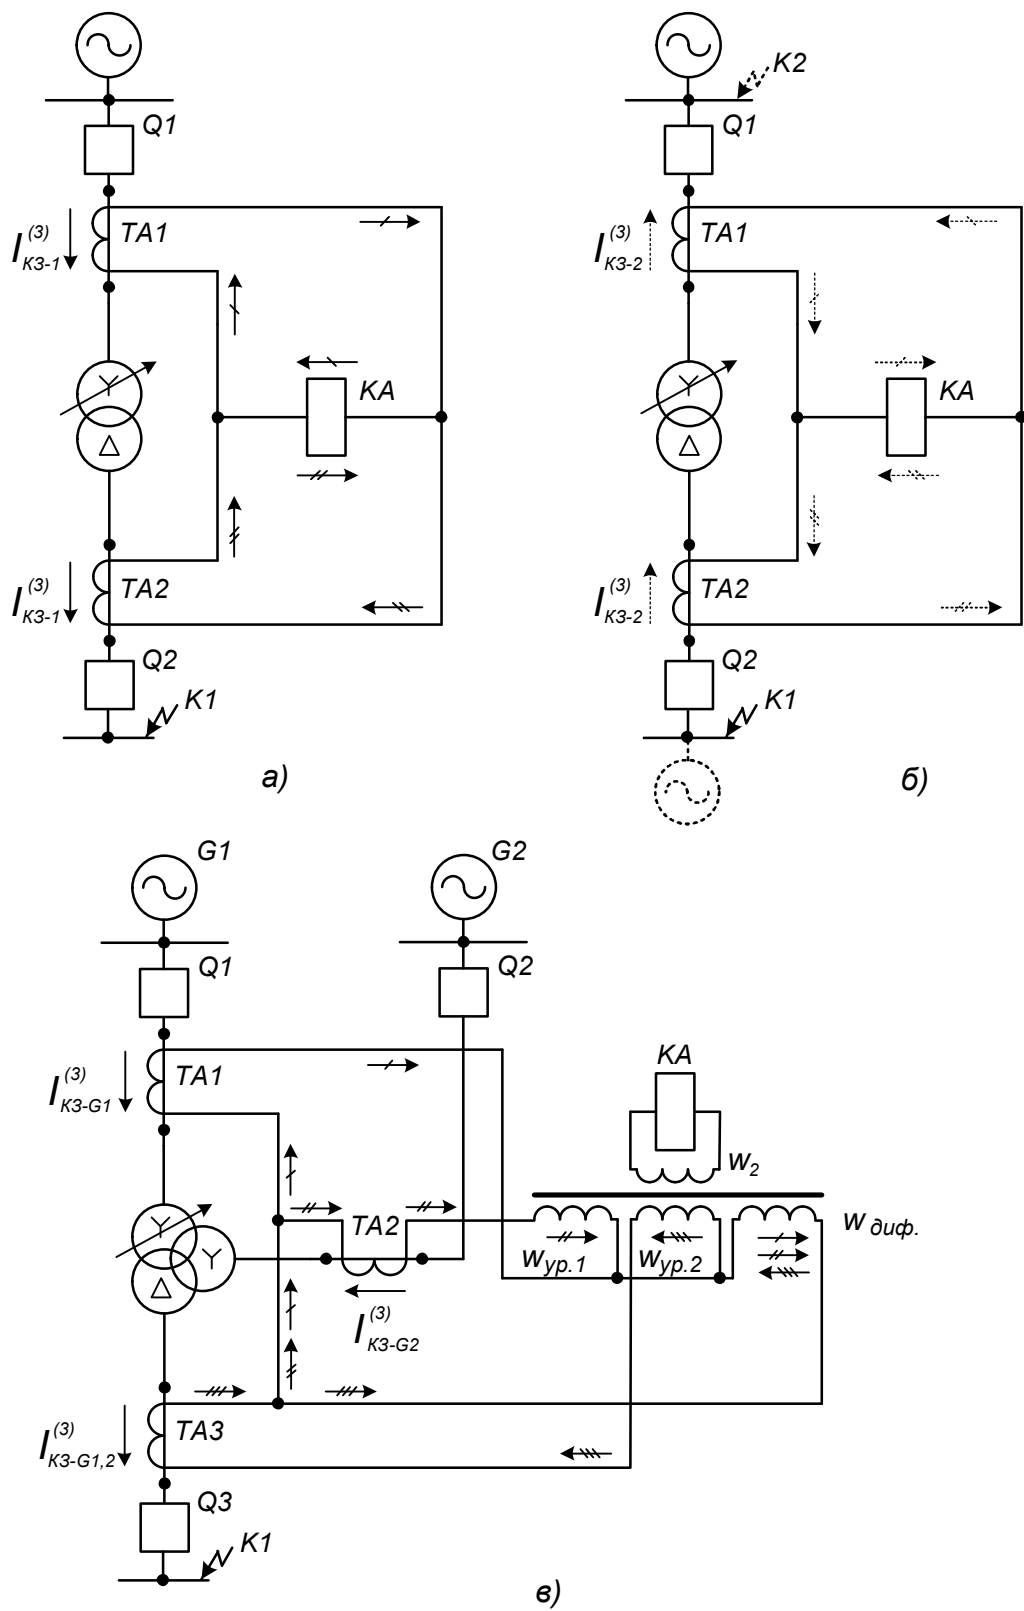 K2
Q1
Q1
I(3)КЗ-1
TA1
I(3)КЗ-2
TA1
KA
KA
I(3)КЗ-1
TA2
I(3)КЗ-2
TA2
Q2
Q2
K1
K1
а)
б)
G1
G2
Q1
Q2
I(3)КЗ-G1
TA1
KA
w2
TA2
w диф.
wур.1
wур.2
I(3)КЗ-G2
I(3)КЗ-G1,2
TA3
Q3
K1
в)